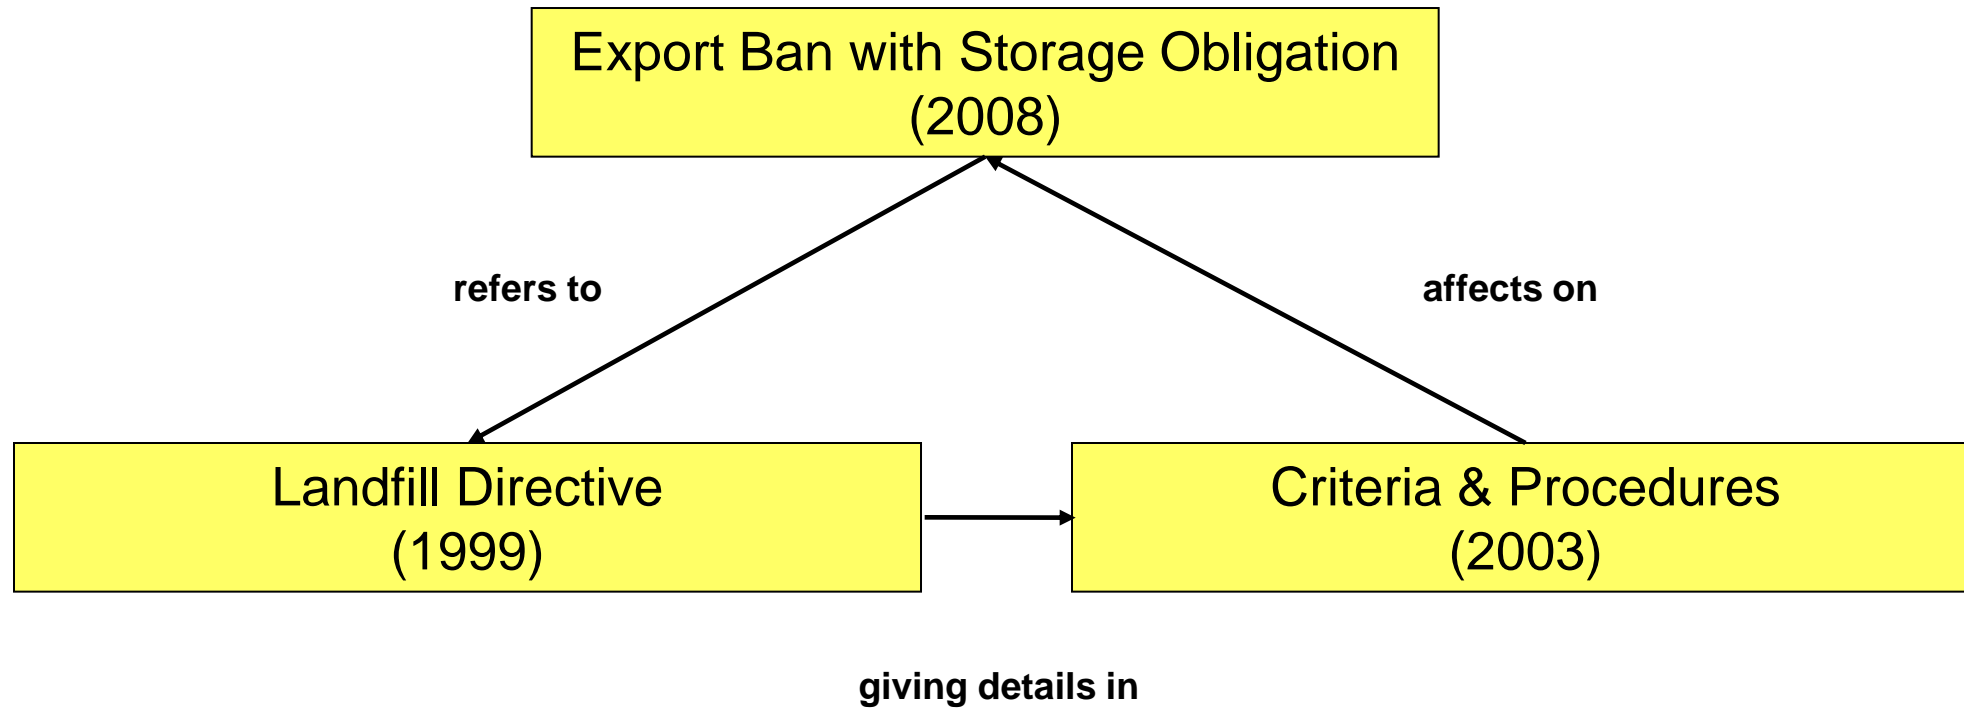 Export Ban with Storage Obligation
(2008)
refers to
affects on
Landfill Directive
(1999)
Criteria & Procedures
(2003)
giving details in